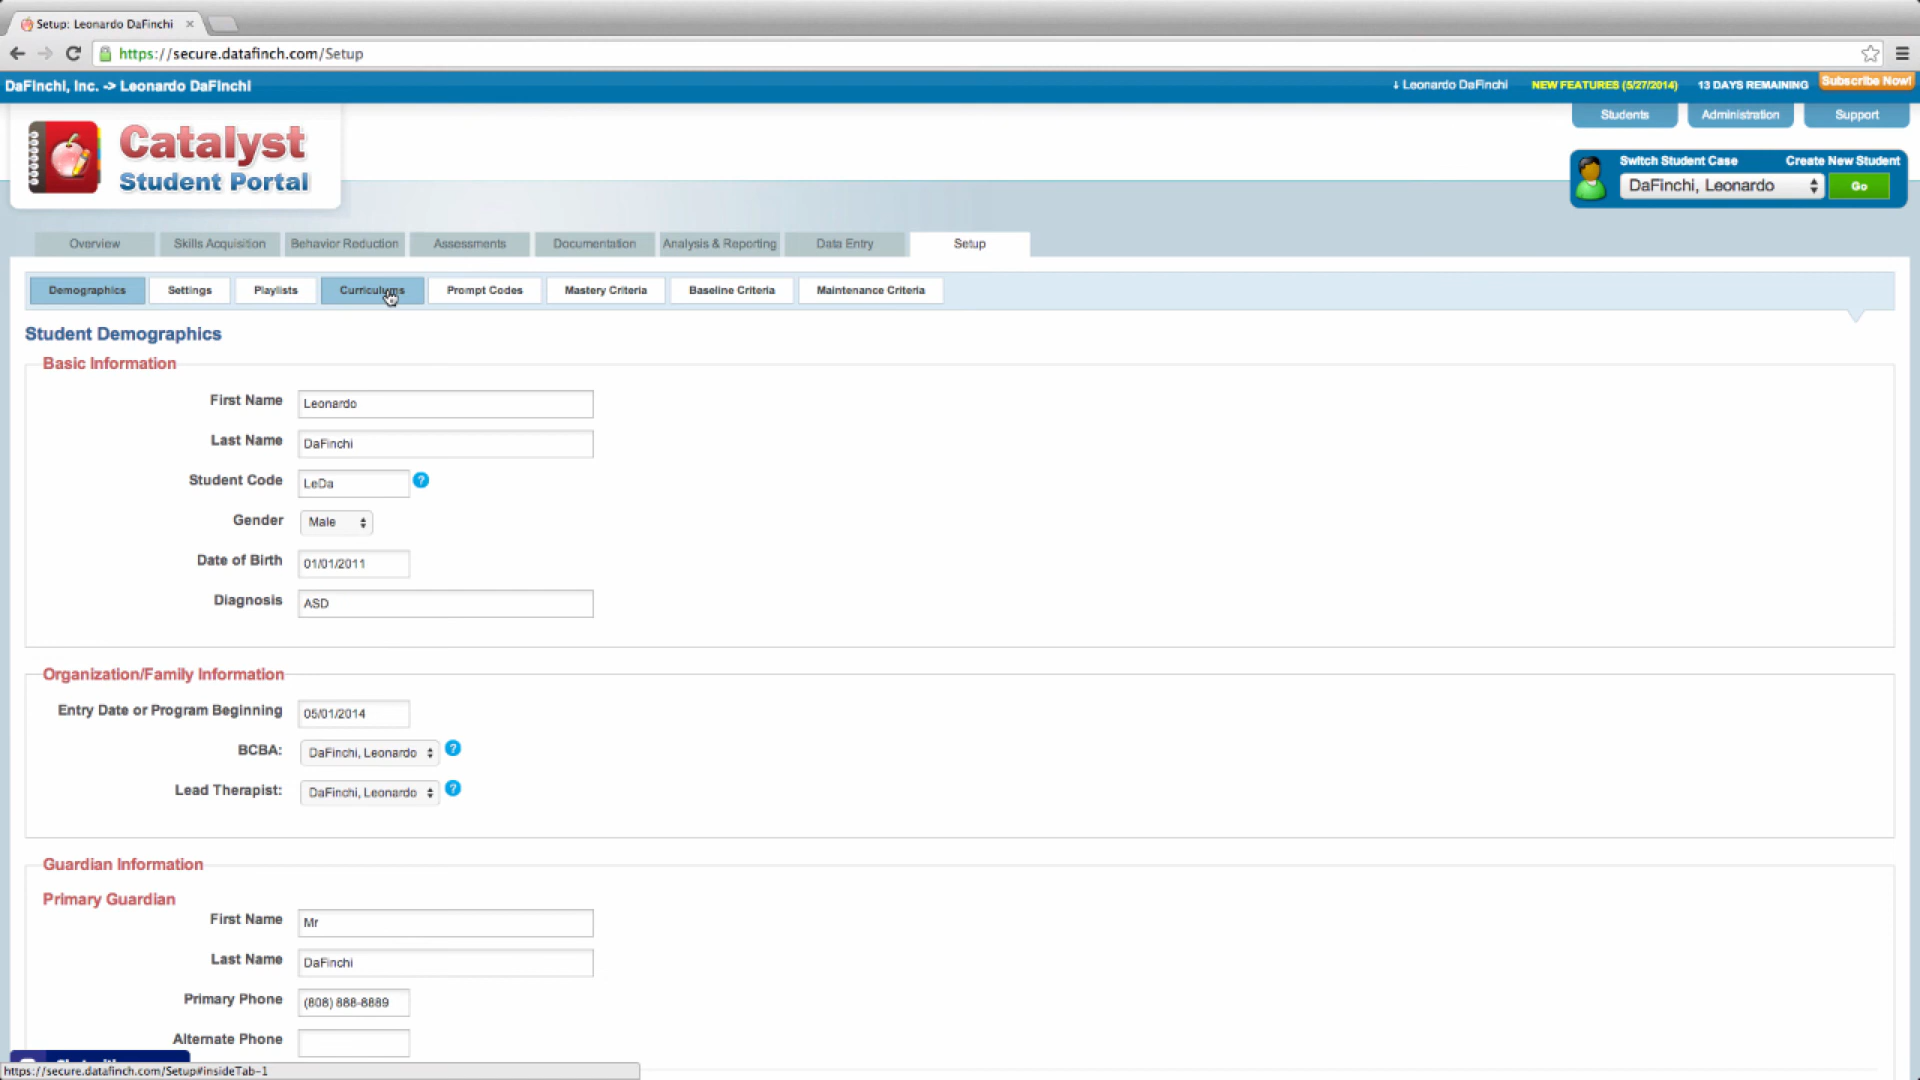 Setup: Leonardo DaFinchi
https://secure.datafinch.com/Setup
DaFinchi, Inc. -> Leonardo DaFinchi
↓ Leonardo DaFinchi
NEW FEATURES (5/27/2014)
13 DAYS REMAINING
Subscribe Now!
Students
Administration
Support
Catalyst
Student Portal
Switch Student Case
Create New Student
DaFinchi, Leonardo
Go
Overview
Skills Acquisition
Behavior Reduction
Assessments
Documentation
Analysis & Reporting
Data Entry
Setup
Demographics
Settings
Playlists
Curriculums
Prompt Codes
Mastery Criteria
Baseline Criteria
Maintenance Criteria
Student Demographics
Basic Information
First Name
Leonardo
Last Name
DaFinchi
Student Code
LeDa
?
Gender
Male
Date of Birth
01/01/2011
Diagnosis
ASD
Organization/Family Information
Entry Date or Program Beginning
05/01/2014
BCBA:
DaFinchi, Leonardo
?
Lead Therapist:
DaFinchi, Leonardo
?
Guardian Information
Primary Guardian
First Name
Mr
Last Name
DaFinchi
Primary Phone
(808) 888-8889
Alternate Phone
https://secure.datafinch.com/Setup#insideTab-1